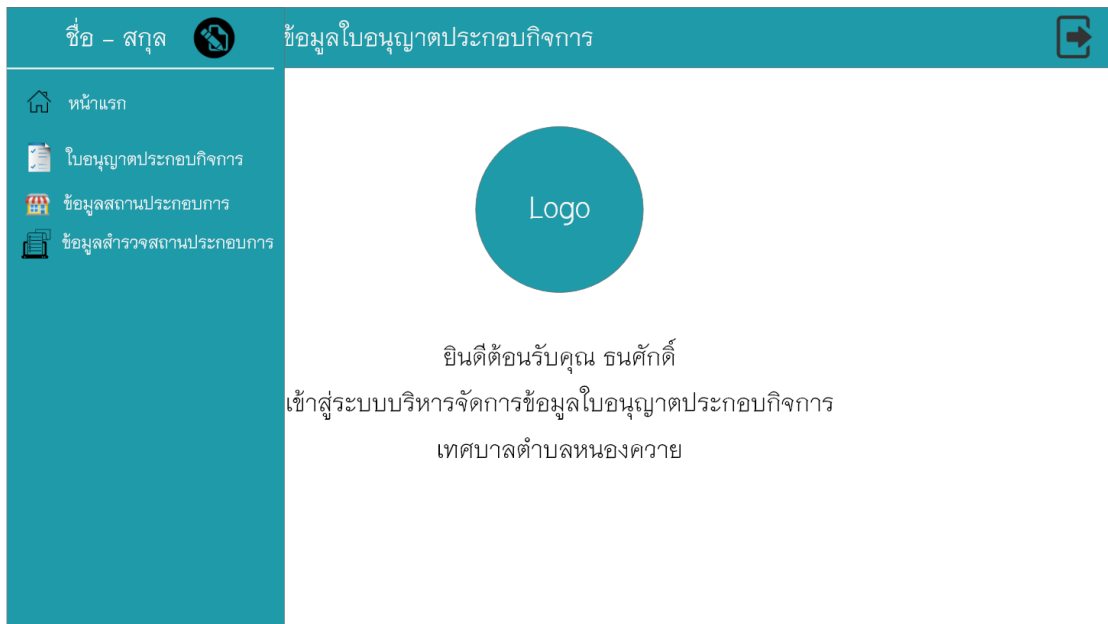 ชื่อ – สกุล
ข้อมูลใบอนุญาตประกอบกิจการ
หน้าแรก
ใบอนุญาตประกอบกิจการ
ข้อมูลสถานประกอบการ
ข้อมูลสำรวจสถานประกอบการ
Logo
ยินดีต้อนรับคุณ ธนศักดิ์
เข้าสู่ระบบบริหารจัดการข้อมูลใบอนุญาตประกอบกิจการ
เทศบาลตำบลหนองควาย